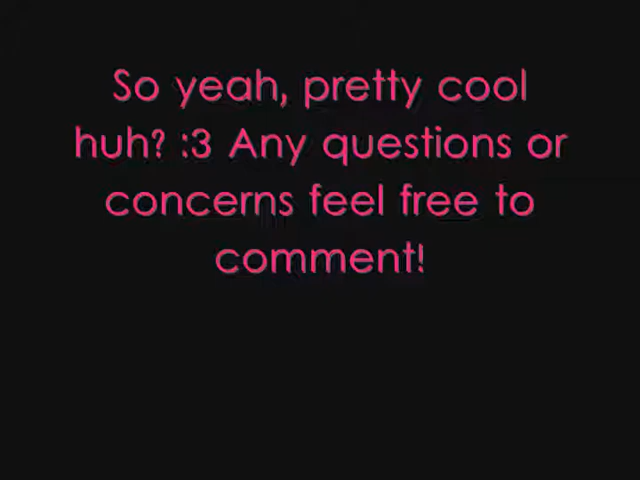 So yeah, pretty cool
huh? :3 Any questions or
concerns feel free to
comment!